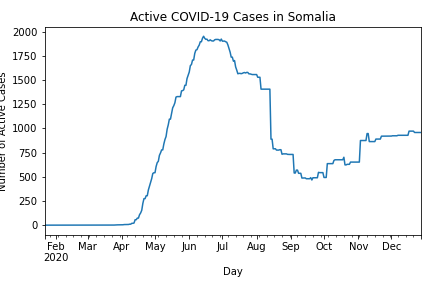 Active COVID-19 Cases in Somalia
Number of Active Cases
2000
1750
1500
1250
1000
750
500
250
0
Feb Mar Apr May Jun Jul Aug Sep Oct Nov Dec
2020
Day